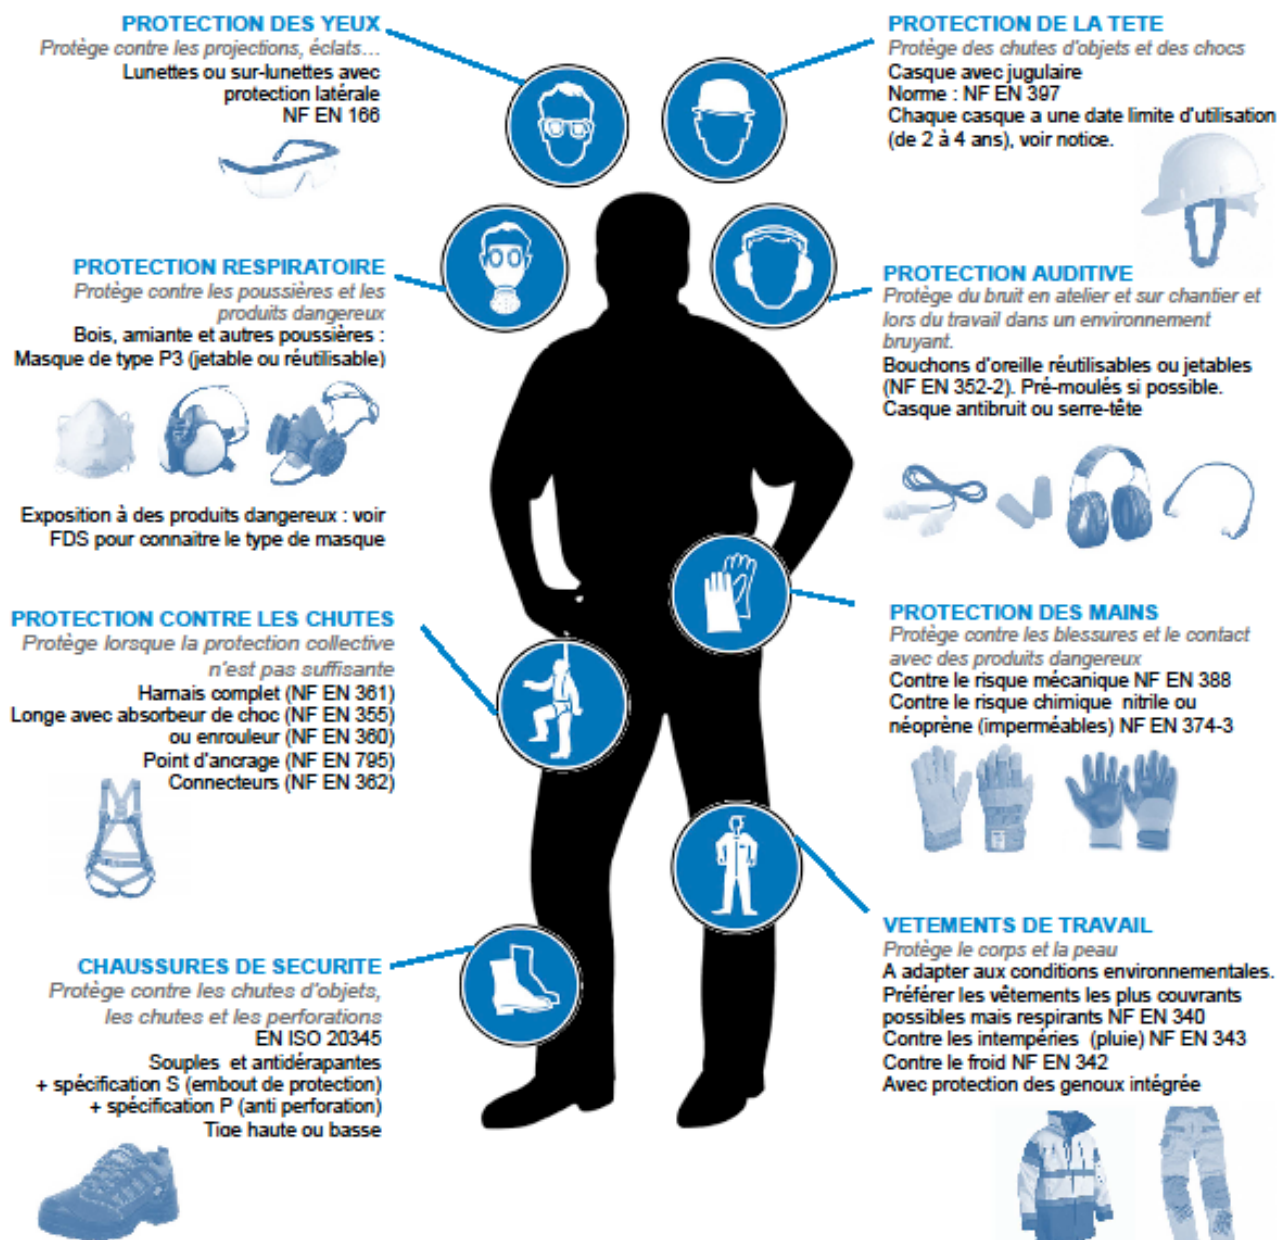 PROTECTION DES YEUX
Protège contre les projections, éclats...
Lunettes ou sur-lunettes avec
protection latérale
NF EN 166
PROTECTION DE LA TETE
Protège des chutes d'objets et des chocs
Casque avec jugulaire
Norme : NF EN 397
Chaque casque a une date limite d'utilisation
(de 2 à 4 ans), voir notice.
PROTECTION RESPIRATOIRE
Protège contre les poussières et les
produits dangereux
Bois, amiante et autres poussières :
Masque de type P3 (jetable ou réutilisable)
Exposition à des produits dangereux : voir
FDS pour connaitre le type de masque
PROTECTION AUDITIVE
Protège du bruit en atelier et sur chantier et
lors du travail dans un environnement
bruyant.
Bouchons d'oreille réutilisables ou jetables
(NF EN 352-2). Pré-moulés si possible.
Casque antibruit ou serre-tête
PROTECTION CONTRE LES CHUTES
Protège lorsque la protection collective
n'est pas suffisante
Harnais complet (NF EN 361)
Longe avec absorbeur de choc (NF EN 355)
ou enrouleur (NF EN 360)
Point d'ancrage (NF EN 795)
Connecteurs (NF EN 362)
PROTECTION DES MAINS
Protège contre les blessures et le contact
avec des produits dangereux
Contre le risque mécanique NF EN 388
Contre le risque chimique nitrile ou
néoprène (imperméables) NF EN 374-3
CHAUSSURES DE SECURITE
Protège contre les chutes d'objets,
les chutes et les perforations
EN ISO 20345
Souples et antidérapantes
+ spécification S (embout de protection)
+ spécification P (anti perforation)
Tige haute ou basse
VETEMENTS DE TRAVAIL
Protège le corps et la peau
A adapter aux conditions environnementales.
Préférer les vêtements les plus couvrants
possibles mais respirants NF EN 340
Contre les intempéries (pluie) NF EN 343
Contre le froid NF EN 342
Avec protection des genoux intégrée